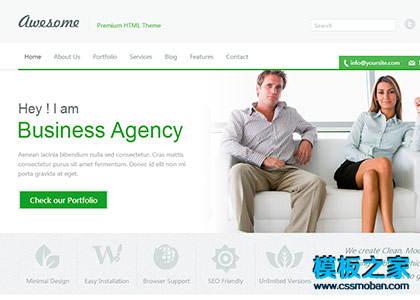 Awesome
Premium HTML Theme
Search
Home About Us Portfolio Services Blog Features Contact
info@yoursite.com
Hey ! I am
Business Agency
Aenean lacinia bibendum nulla sed consectetur. Cras mattis
consectetur purus sit amet fermentum. Donec id elit non mi
porta gravida at eget.
Check our Portfolio
We create Clean, Mod
Minimal Design Easy Installation Browser Support SEO Friendly Unlimited Versions
模板之家
www.cssmoban.com